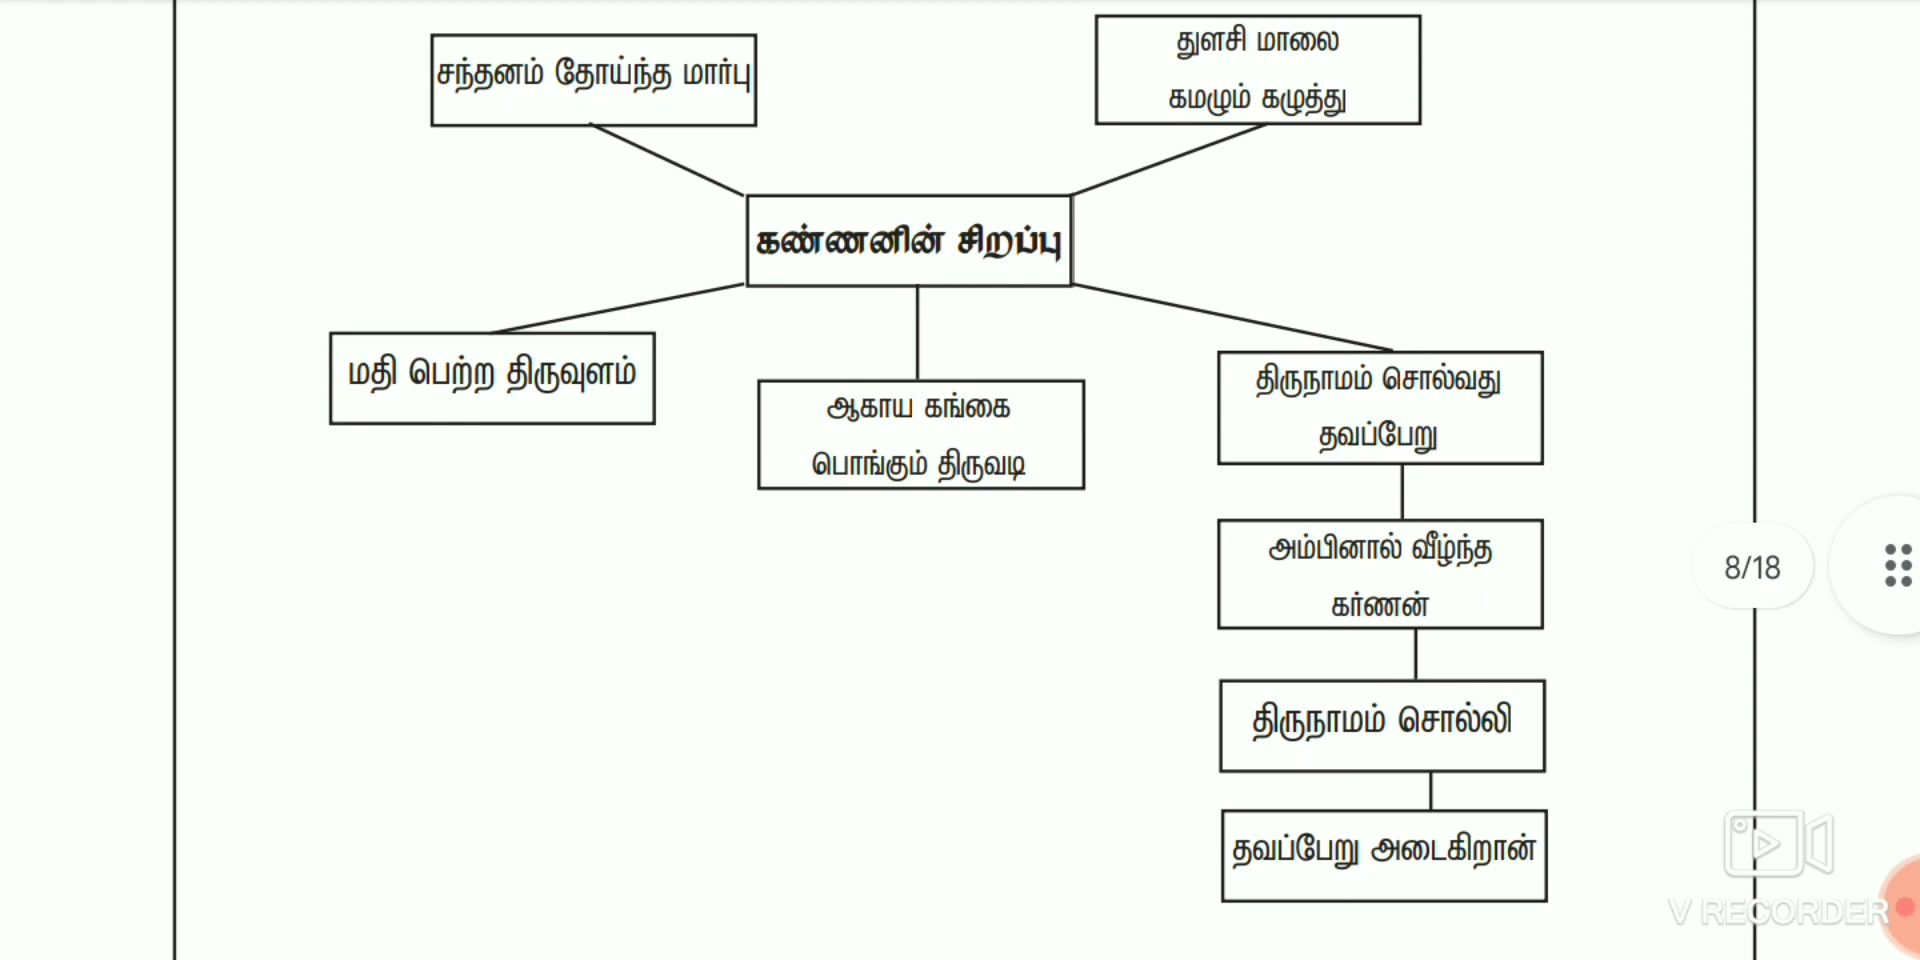 சந்தனம் தோய்ந்த மார்பு
துளசி மாலை
கமழும் கழுத்து
கண்ணனின் சிறப்பு
மதி பெற்ற திருவுளம்
ஆகாய கங்கை
பொங்கும் திருவடி
திருநாமம் சொல்வது
தவப்பேறு
அம்பினால் வீழ்ந்த
கர்ணன்
8/18
திருநாமம் சொல்லி
தவப்பேறு அடைகிறான்
V RECORDER